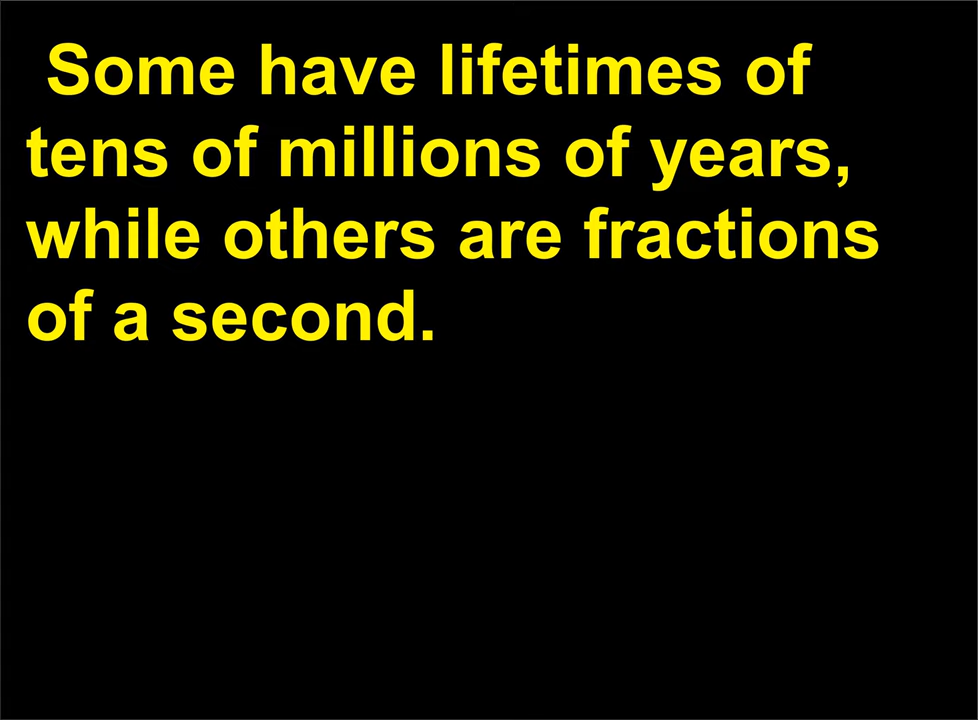 Some have lifetimes of
tens of millions of years,
while others are fractions
of a second.